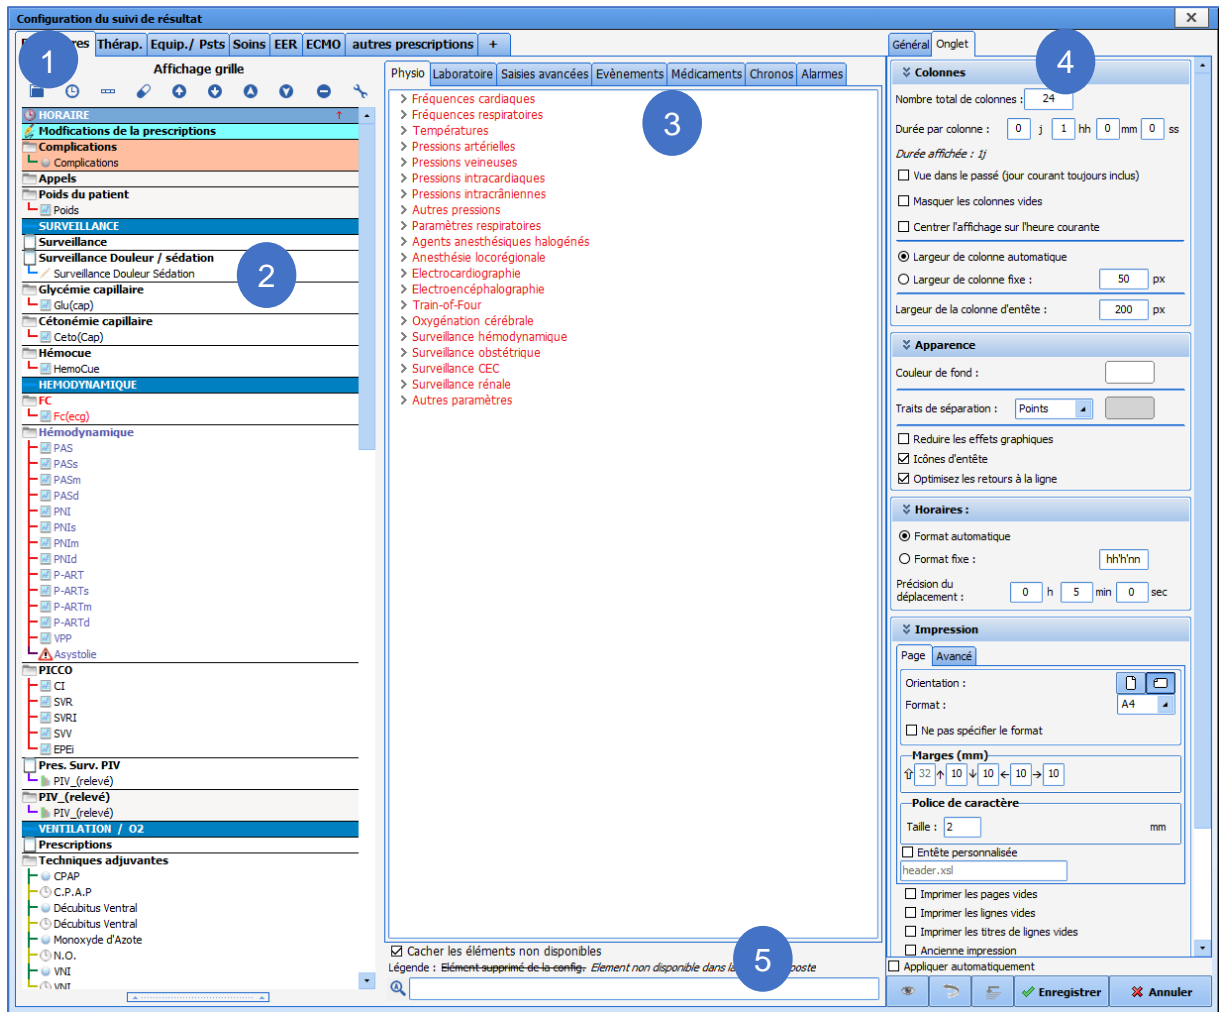 Configuration du suivi de résultat
res Thérap. Equip./ Psts Soins EER ECMO autres prescriptions +
1
Affichage grille
HORAIRE
Modfications de la prescriptions
Complications
Complications
Appels
Poids du patient
Poids
SURVEILLANCE
Surveillance
Surveillance Douleur / sédation
Surveillance Douleur Sédation
2
Glycémie capillaire
Glu(cap)
Cétonémie capillaire
Ceto(Cap)
Hémocue
HemoCue
HEMODYNAMIQUE
FC
Fc(ecg)
Hémodynamique
PAS
PASs
PASm
PASd
PNI
PNIs
PNIm
PNId
P-ART
P-ARTs
P-ARTm
P-ARTd
VPP
Asystolie
PICCO
CI
SVR
SVRI
SVV
EPEi
Pres. Surv. PIV
PIV_(relevé)
PIV_(relevé)
PIV_(relevé)
VENTILATION / O2
Prescriptions
Techniques adjuvantes
CPAP
C.P.A.P
Décubitus Ventral
Décubitus Ventral
Monoxyde d'Azote
N.O.
VNI
VNI
Physio Laboratoire Saisies avancées Evènements Médicaments Chronos Alarmes
3
Fréquences cardiaques
Fréquences respiratoires
Températures
Pressions artérielles
Pressions veineuses
Pressions intracardiaques
Pressions intracrâniennes
Autres pressions
Paramètres respiratoires
Agents anesthésiques halogénés
Anesthésie locorégionale
Electrocardiographie
Electroencéphalographie
Train-of-Four
Oxygénation cérébrale
Surveillance hémodynamique
Surveillance obstétrique
Surveillance CEC
Surveillance rénale
Autres paramètres
Cacher les éléments non disponibles
Légende : Elément supprimé de la config. Element non disponible dans la poste
5
Général Onglet
4
Colonnes
Nombre total de colonnes : 24
Durée par colonne : 0 j 1 hh 0 mm 0 ss
Durée affichée : 1j
Vue dans le passé (jour courant toujours inclus)
Masquer les colonnes vides
Centrer l'affichage sur l'heure courante
Largeur de colonne automatique
Largeur de colonne fixe : 50 px
Largeur de la colonne d'entête : 200 px
Apparence
Couleur de fond :
Traits de séparation : Points
Reduire les effets graphiques
Icônes d'entête
Optimisez les retours à la ligne
Horaires :
Format automatique
Format fixe : hh'h'nn
Précision du
déplacement : 0 h 5 min 0 sec
Impression
Page Avancé
Orientation :
Format : A4
Ne pas spécifier le format
Marges (mm)
32 10 10 10 10
Police de caractère
Taille : 2 mm
Entête personnalisée
header.xsl
Imprimer les pages vides
Imprimer les lignes vides
Imprimer les titres de lignes vides
Ancienne impression
Appliquer automatiquement
Enregistrer Annuler